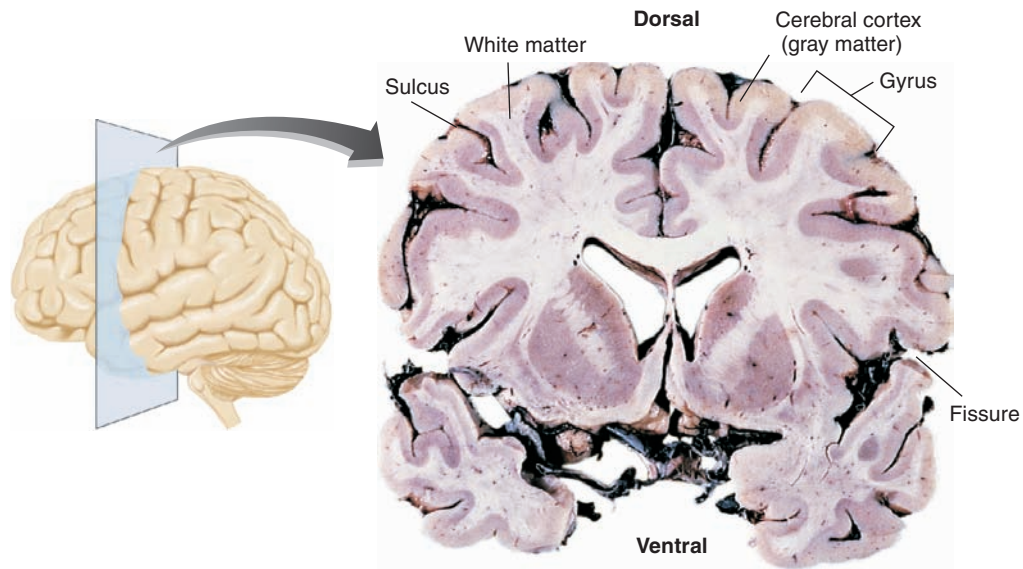 Dorsal
Cerebral cortex
(gray matter)
White matter
Gyrus
Sulcus
Fissure
Ventral